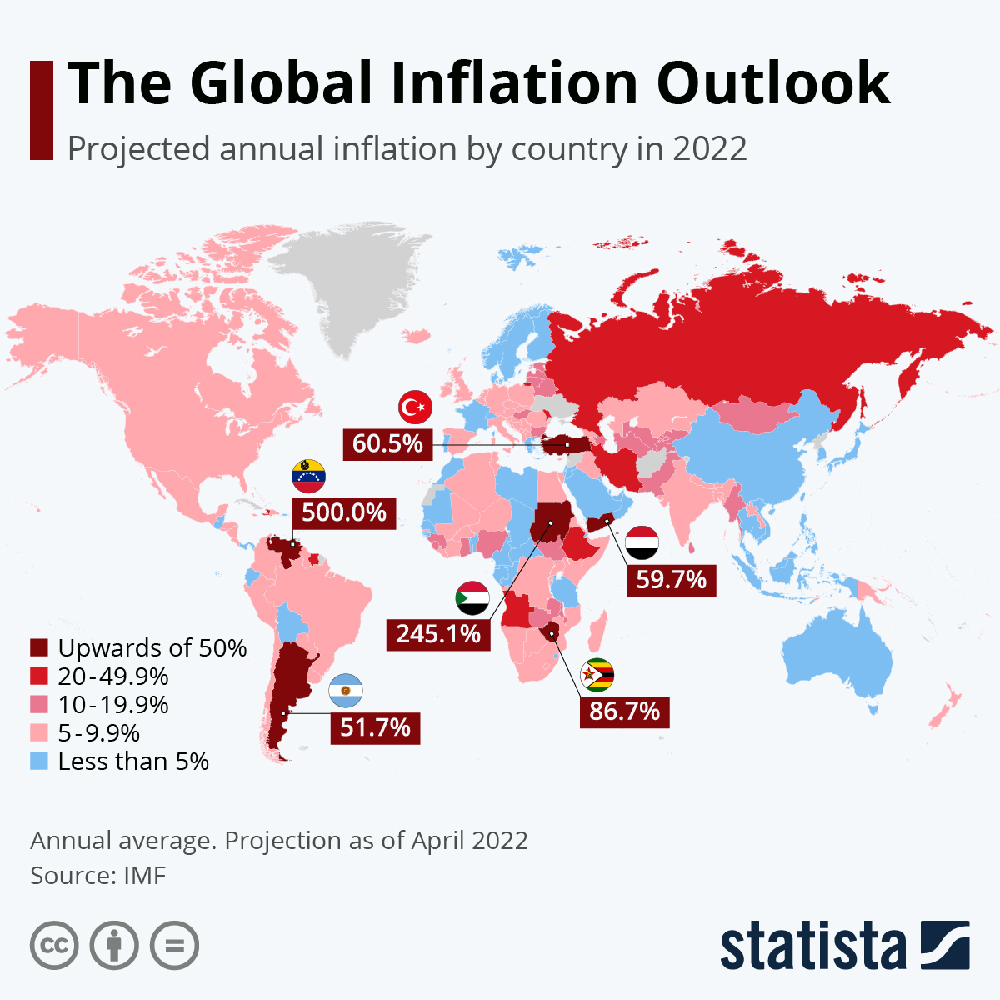 The Global Inflation Outlook
Projected annual inflation by country in 2022
60.5%
500.0%
59.7%
245.1%
86.7%
51.7%
Upwards of 50%
20-49.9%
10-19.9%
5-9.9%
Less than 5%
Annual average. Projection as of April 2022
Source: IMF
cc
statista